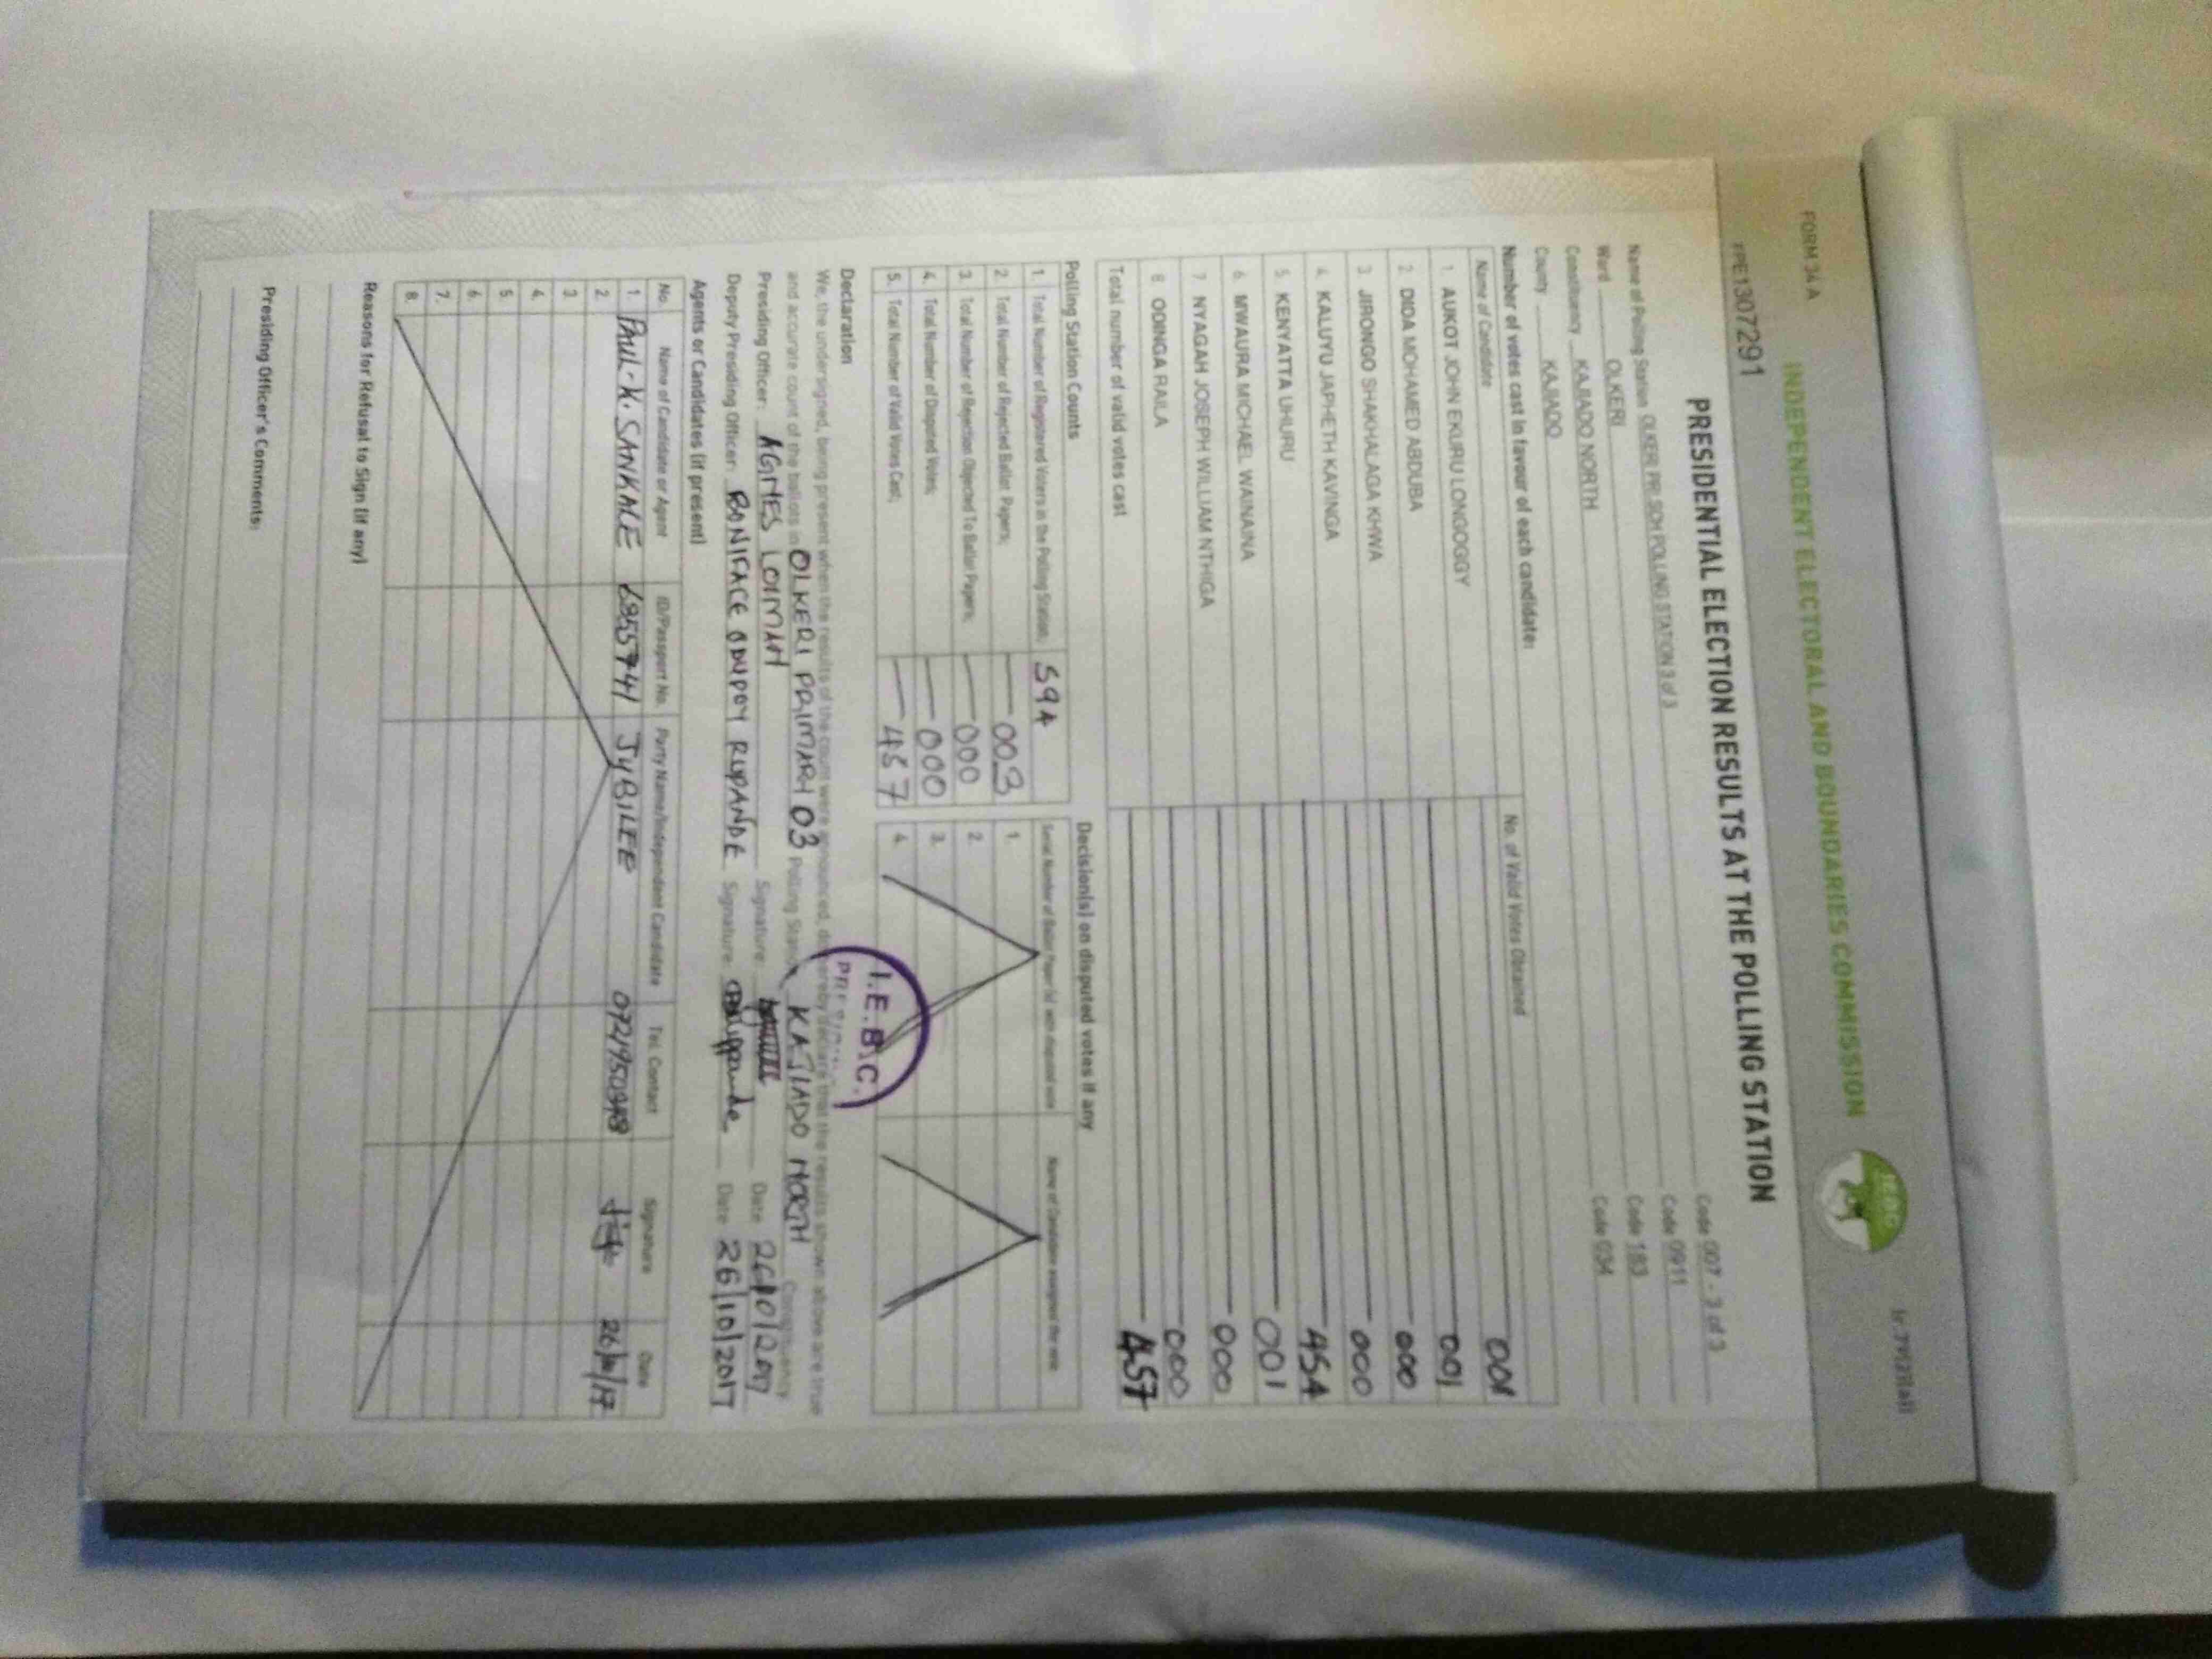 Ir 79/2[Rail]
FORM 34 A
INDEPENDENT ELECTORAL AND BOUNDARIES COMMISSION
IEBC
FPE1307291
PRESIDENTIAL ELECTION RESULTS AT THE POLLING STATION
Name of Polling Station OLKERI PRI SCH POLLING STATION 3 of 3 Code 007 - 3 of 3
Ward OLKERI Code 0911
Constituency KAJIADO NORTH Code 183
County KAJIADO Code 034
Number of votes cast in favour of each candidate:
Name of Candidate No. of Valid Votes Obtained
1. AUKOT JOHN EKURU LONGOGGY 001
2. DIDA MOHAMED ABDUBA 001
3. JIRONGO SHAKHALAGA KHWA 000
4. KALUYU JAPHETH KAVINGA 000
5. KENYATTA UHURU 454
6. MWAURA MICHAEL WAINAINA 001
7. NYAGAH JOSEPH WILLIAM NTHIGA 000
8. ODINGA RAILA 000
Total number of valid votes cast 457
Polling Station Counts
1. Total Number of Registered Voters in the Polling Station; 594
2. Total Number of Rejected Ballot Papers; 003
3. Total Number of Rejection Objected To Ballot Papers; 000
4. Total Number of Disputed Votes; 000
5. Total Number of Valid Votes Cast; 457
Decision(s) on disputed votes if any
Serial Number of Ballot Paper(s) with disputed vote Name of Candidate assigned the vote
1.
2.
3.
4.
Declaration
We, the undersigned, being present when the results of the count were announced, do hereby declare that the results shown above are true
and accurate count of the ballots in OLKERI PRIMARY 03 Polling Station, KAJIADO NORTH Constituency
Presiding Officer: AGNES LOIMAN Signature: Date 26/10/2017
Deputy Presiding Officer: BONIFACE ODUPOY RUPANDE Signature Date 26/10/2017
I.E.B.C.
Agents or Candidates (if present)
No. Name of Candidate or Agent ID/Passport No. Party Name/Independent Candidate Tel. Contact Signature Date
1. PAUL.K. SANKALE 6855741 JUBILEE 0721950318 26/10/17
2.
3.
4.
5.
6.
7.
8.
Reasons for Refusal to Sign (if any)
Presiding Officer's Comments: